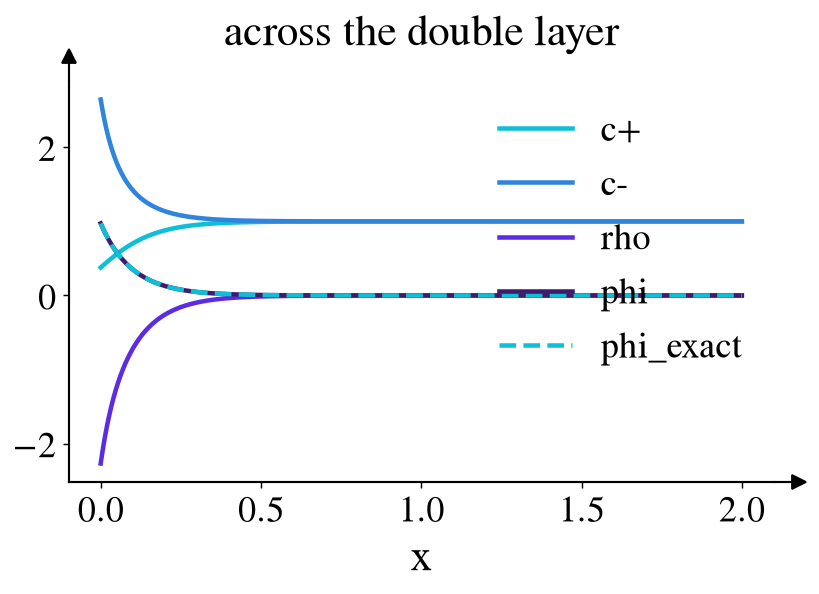 across the double layer
2
0
−2
c+
c-
rho
phi
phi_exact
0.0 0.5 1.0 1.5 2.0
x